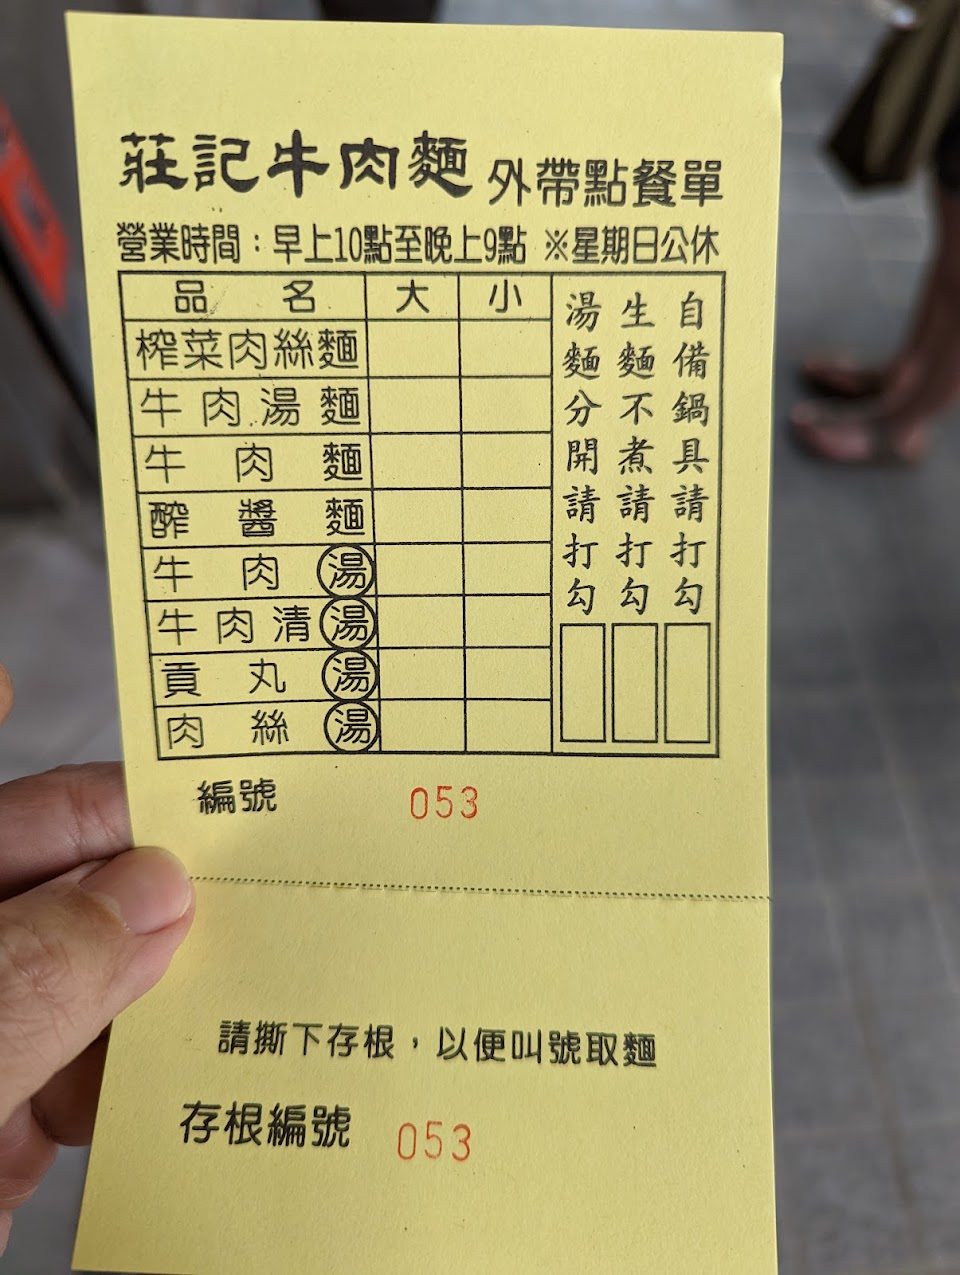 莊記牛肉麵 外帶點餐單
營業時間：早上10點至晚上9點 ※星期日公休
品名 大 小
榨菜肉絲麵
牛肉湯麵
牛肉麵
醡醬麵
牛肉湯
牛肉清湯
貢丸湯
肉絲湯
自備鍋具請打勾
生麵不煮請打勾
湯麵分開請打勾
編號 053
請撕下存根，以便叫號取麵
存根編號 053